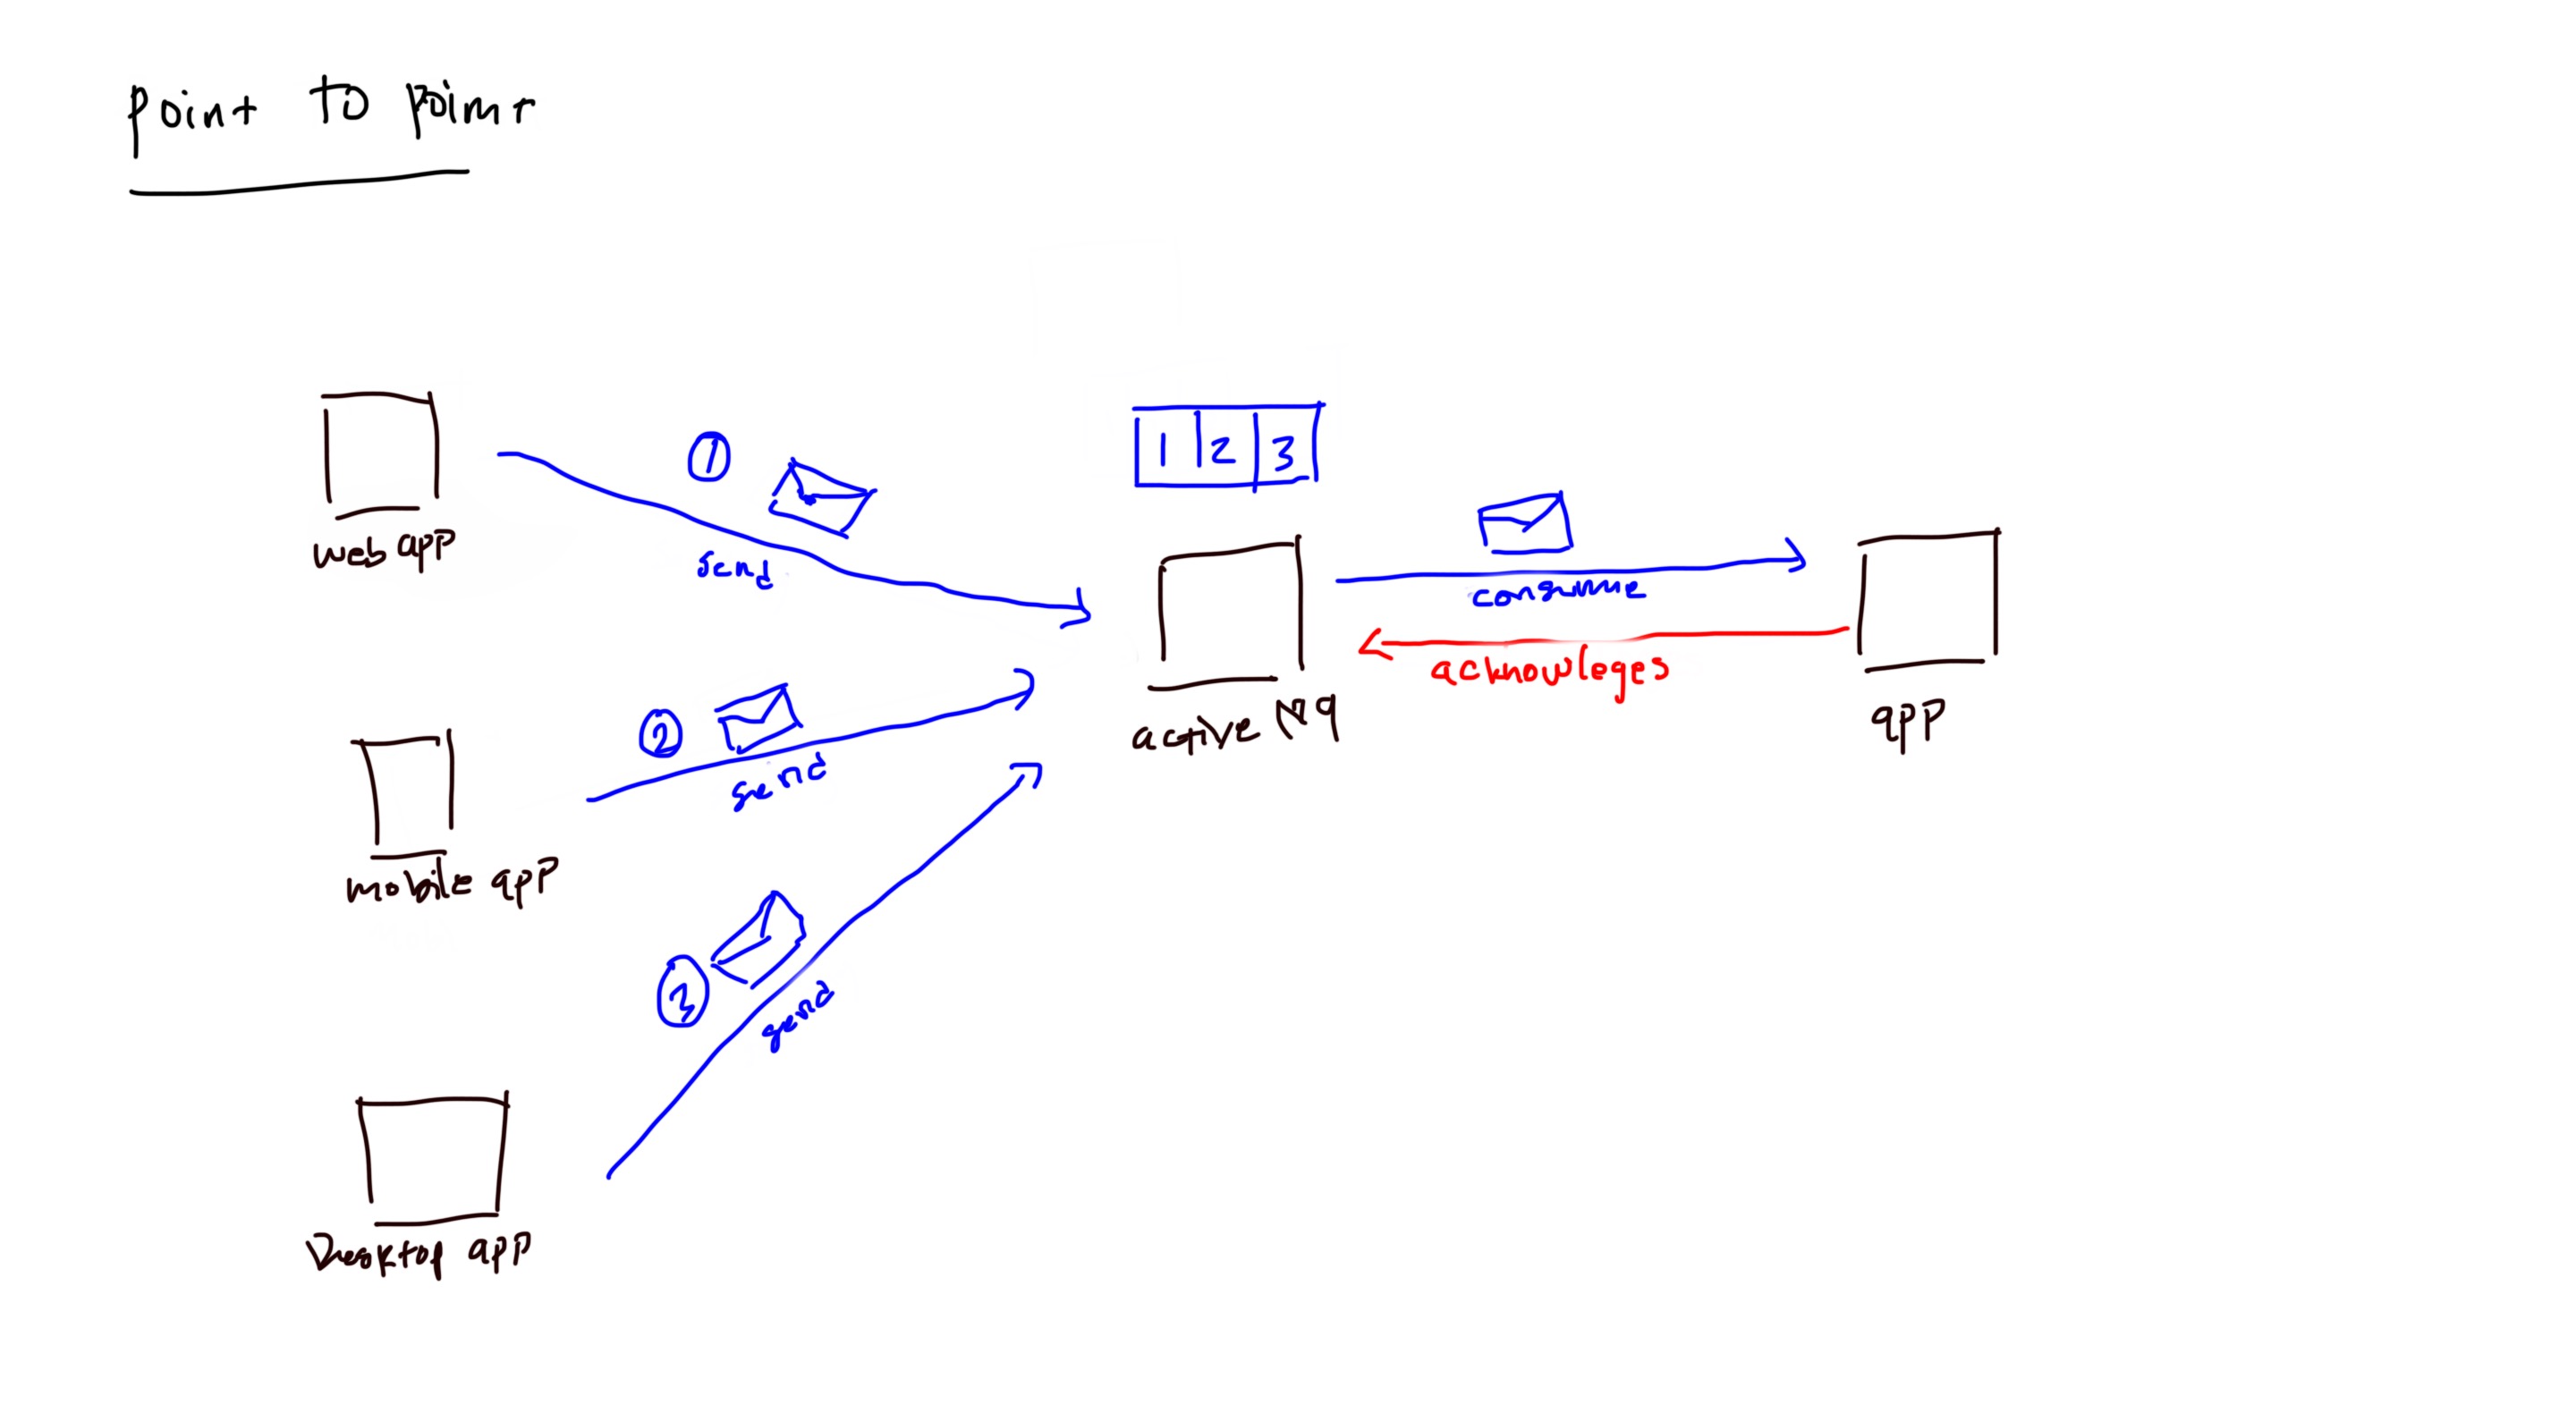 point to point
1
1 2 3
web app
send
consume
acknowleges
2
active Mq
app
send
mobile app
3
send
Desktop app